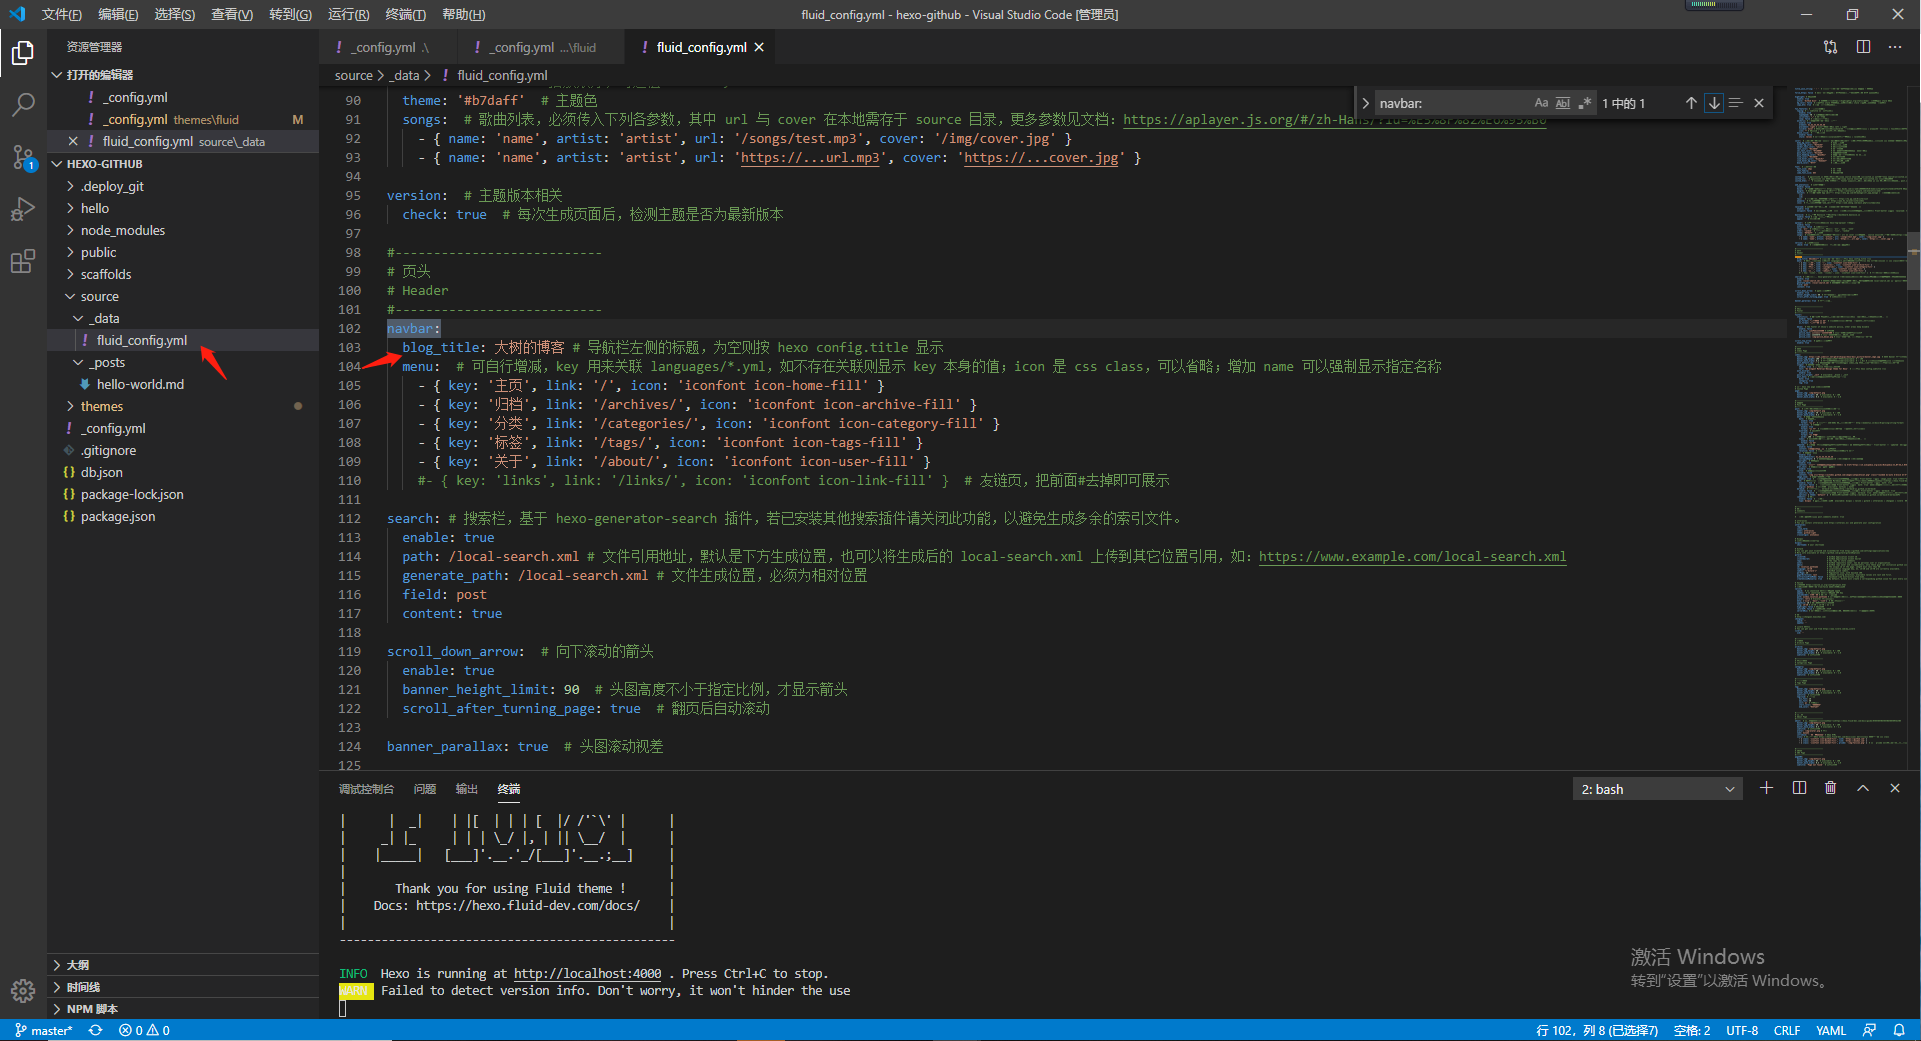 文件(F) 编辑(E) 选择(S) 查看(V) 转到(G) 运行(R) 终端(T) 帮助(H)
fluid_config.yml - hexo-github - Visual Studio Code [管理员]
资源管理器
打开的编辑器
! _config.yml
! _config.yml themes\fluid M
× fluid_config.yml source\_data
HEXO-GITHUB
.deploy_git
hello
node_modules
public
scaffolds
source
_data
! fluid_config.yml
_posts
hello-world.md
themes
! _config.yml
.gitignore
{} db.json
{} package-lock.json
{} package.json
大纲
时间线
NPM 脚本
! _config.yml .\
! _config.yml ...\fluid
! fluid_config.yml ×
source > _data > ! fluid_config.yml
navbar:
Aa Abl .* 1 中的 1
90 theme: '#b7daff' # 主题色
91 songs: # 歌曲列表，必须传入下列各参数，其中 url 与 cover 在本地需存于 source 目录，更多参数见文档：
92 - { name: 'name', artist: 'artist', url: '/songs/test.mp3', cover: '/img/cover.jpg' }
93 - { name: 'name', artist: 'artist', url: 'https://...url.mp3', cover: 'https://...cover.jpg' }
94
95 version: # 主题版本相关
96 check: true # 每次生成页面后，检测主题是否为最新版本
97
98 #---------------------------
99 # 页头
100 # Header
101 #---------------------------
102 navbar:
103 blog_title: 大树的博客 # 导航栏左侧的标题，为空则按 hexo config.title 显示
104 menu: # 可自行增减，key 用来关联 languages/*.yml，如不存在关联则显示 key 本身的值；icon 是 css class，可以省略；增加 name 可以强制显示指定名称
105 - { key: '主页', link: '/', icon: 'iconfont icon-home-fill' }
106 - { key: '归档', link: '/archives/', icon: 'iconfont icon-archive-fill' }
107 - { key: '分类', link: '/categories/', icon: 'iconfont icon-category-fill' }
108 - { key: '标签', link: '/tags/', icon: 'iconfont icon-tags-fill' }
109 - { key: '关于', link: '/about/', icon: 'iconfont icon-user-fill' }
110 #- { key: 'links', link: '/links/', icon: 'iconfont icon-link-fill' } # 友链页，把前面#去掉即可展示
111
112 search: # 搜索栏，基于 hexo-generator-search 插件，若已安装其他搜索插件请关闭此功能，以避免生成多余的索引文件。
113 enable: true
114 path: /local-search.xml # 文件引用地址，默认是下方生成位置，也可以将生成后的 local-search.xml 上传到其它位置引用，如：https://www.example.com/local-search.xml
115 generate_path: /local-search.xml # 文件生成位置，必须为相对位置
116 field: post
117 content: true
118
119 scroll_down_arrow: # 向下滚动的箭头
120 enable: true
121 banner_height_limit: 90 # 头图高度不小于指定比例，才显示箭头
122 scroll_after_turning_page: true # 翻页后自动滚动
123
124 banner_parallax: true # 头图滚动视差
125
调试控制台 问题 输出 终端
2: bash
Thank you for using Fluid theme !
Docs: https://hexo.fluid-dev.com/docs/
INFO Hexo is running at http://localhost:4000 . Press Ctrl+C to stop.
WARN Failed to detect version info. Don't worry, it won't hinder the use
激活 Windows
转到"设置"以激活 Windows。
master* 0 0
1
行 102，列 8 (已选择7) 空格: 2 UTF-8 CRLF YAML